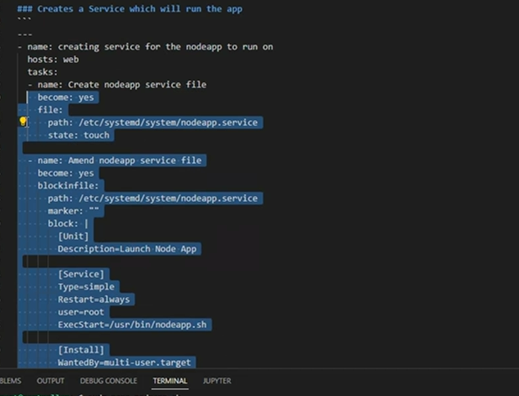 ### Creates a Service which will run the app
```
---
- name: creating service for the nodeapp to run on
hosts: web
tasks:
- name: Create nodeapp service file
become: yes
file:
path: /etc/systemd/system/nodeapp.service
state: touch
- name: Amend nodeapp service file
become: yes
blockinfile:
path: /etc/systemd/system/nodeapp.service
marker: ""
block: |
[Unit]
Description=Launch Node App
[Service]
Type=simple
Restart=always
user=root
ExecStart=/usr/bin/nodeapp.sh
[Install]
WantedBy=multi-user.target
BLEMS OUTPUT DEBUG CONSOLE TERMINAL JUPYTER